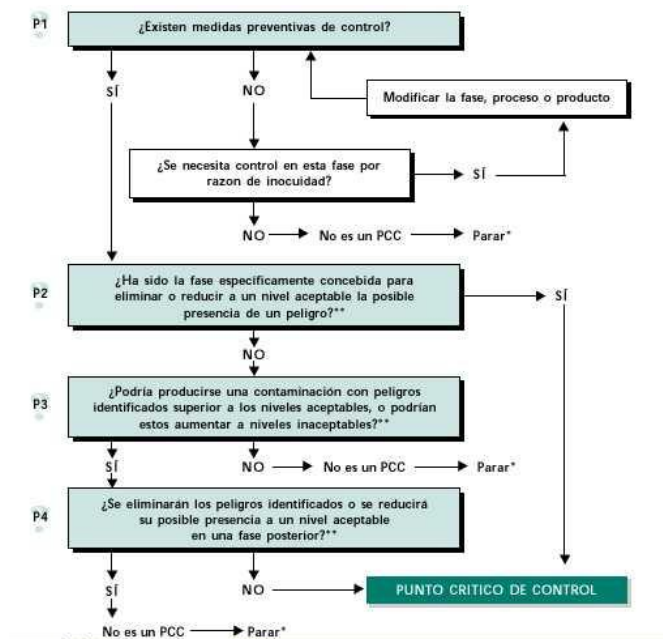 P1
¿Existen medidas preventivas de control?
SÍ
NO
Modificar la fase, proceso o producto
¿Se necesita control en esta fase por
razon de inocuidad?
SÍ
NO
No es un PCC
Parar*
P2
¿Ha sido la fase específicamente concebida para
eliminar o reducir a un nivel aceptable la posible
presencia de un peligro?**
SÍ
NO
P3
¿Podría producirse una contaminación con peligros
identificados superior a los niveles aceptables, o podrían
estos aumentar a niveles inaceptables?**
SÍ
NO
No es un PCC
Parar*
P4
¿Se eliminarán los peligros identificados o se reducirá
su posible presencia a un nivel aceptable
en una fase posterior?**
SÍ
NO
PUNTO CRITICO DE CONTROL
No es un PCC
Parar*